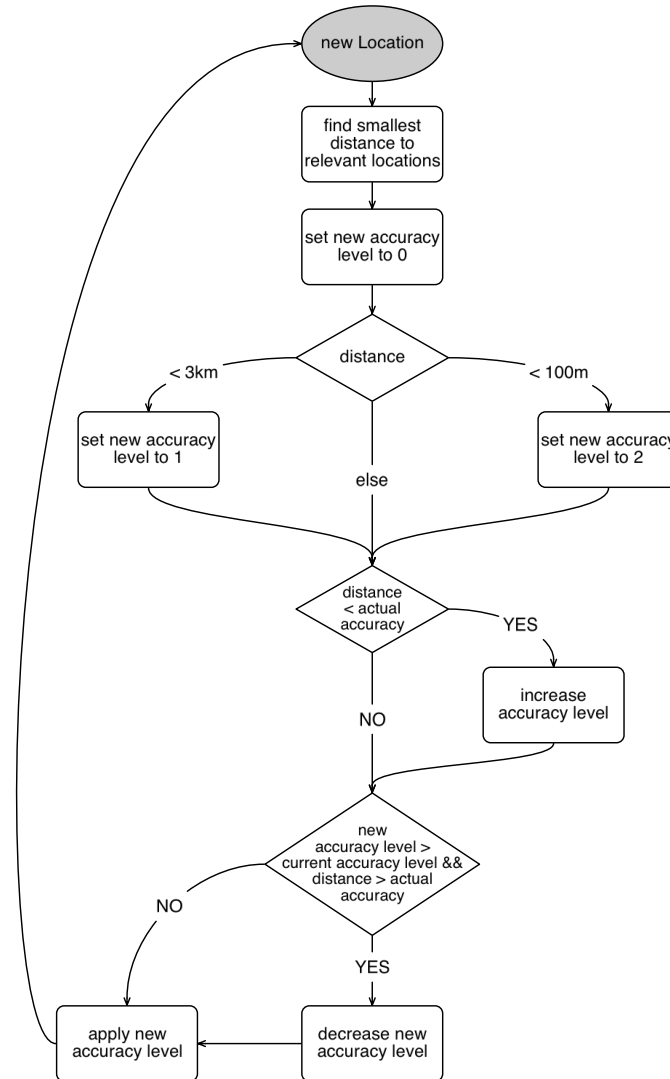 new Location
find smallest
distance to
relevant locations
set new accuracy
level to 0
distance
< 3km
< 100m
set new accuracy
level to 1
set new accuracy
level to 2
else
distance
< actual
accuracy
YES
increase
accuracy level
NO
new
accuracy level >
current accuracy level &&
distance > actual
accuracy
NO
YES
apply new
accuracy level
decrease new
accuracy level